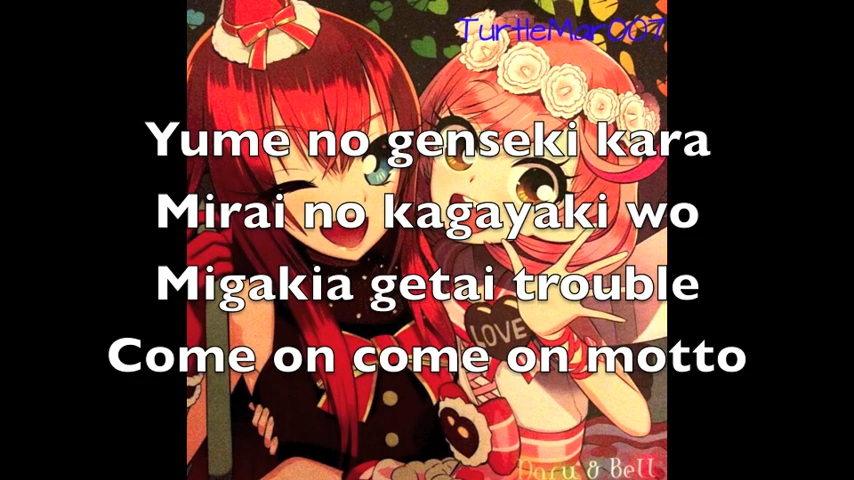 TurtleMar007
Yume no genseki kara
Mirai no kagayaki wo
Migakia getai trouble
LOVE
Come on come on motto
Daru & Bell